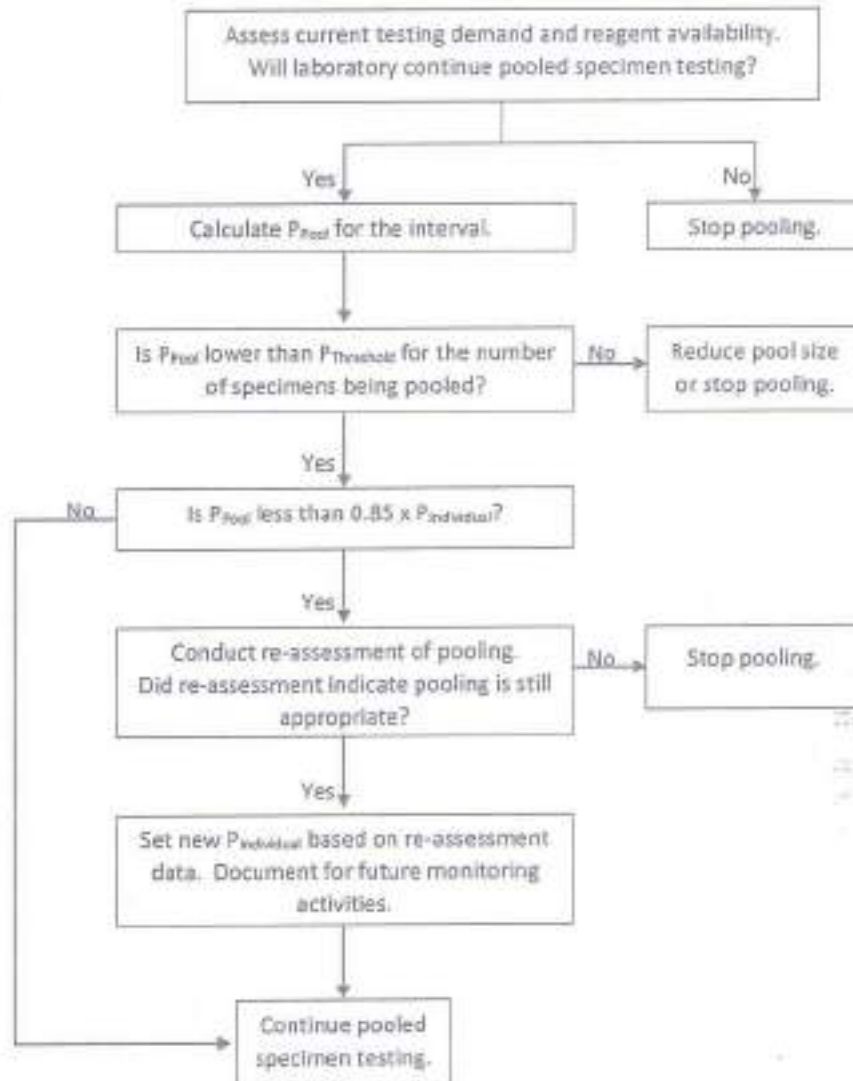 Assess current testing demand and reagent availability.
Will laboratory continue pooled specimen testing?
Yes
No
Calculate PPool for the interval.
Stop pooling.
Is PPool lower than PThreshold for the number
of specimens being pooled?
No
Reduce pool size
or stop pooling.
Yes
No
Is PPool less than 0.85 x PIndividual?
Yes
Conduct re-assessment of pooling.
Did re-assessment indicate pooling is still
appropriate?
No
Stop pooling.
Yes
Set new PIndividual based on re-assessment
data. Document for future monitoring
activities.
Continue pooled
specimen testing.